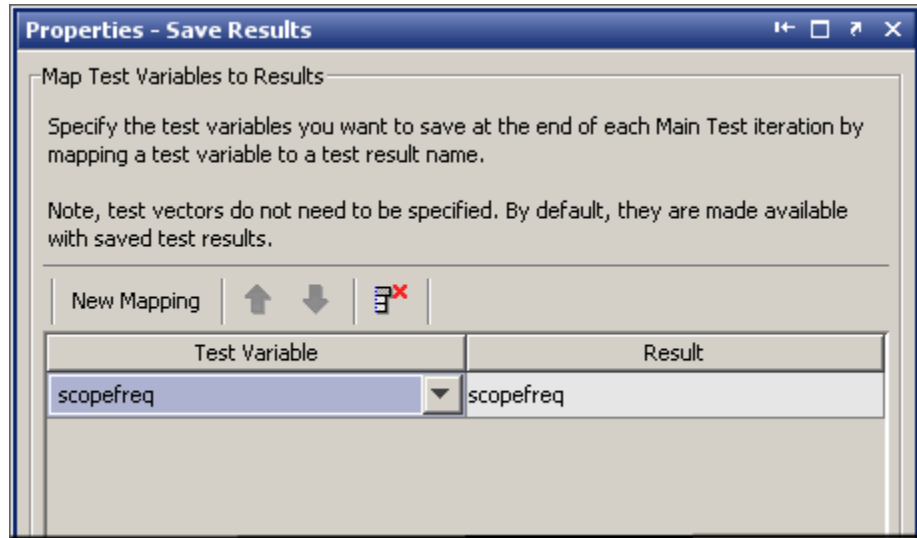 Properties - Save Results
Map Test Variables to Results
Specify the test variables you want to save at the end of each Main Test iteration by
mapping a test variable to a test result name.
Note, test vectors do not need to be specified. By default, they are made available
with saved test results.
New Mapping
Test Variable Result
scopefreq scopefreq